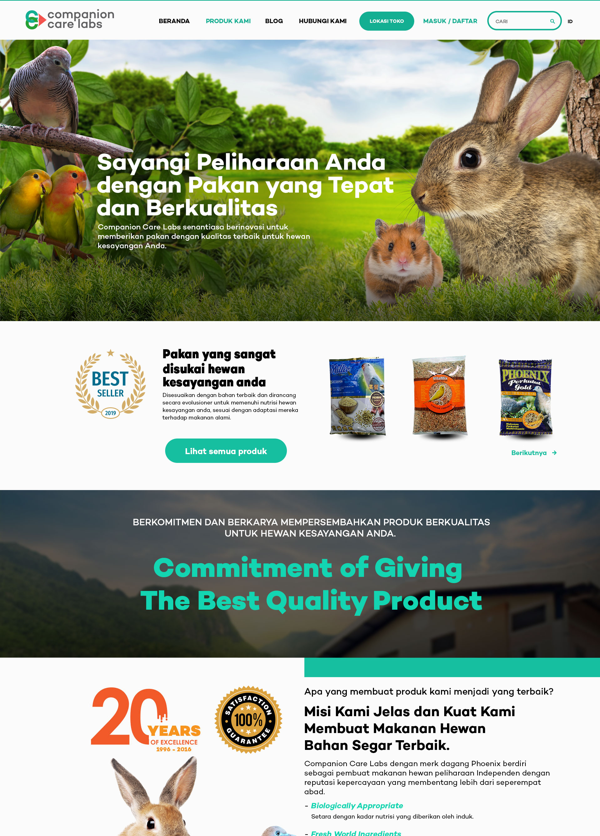 companion
care labs
BERANDA
PRODUK KAMI
BLOG
HUBUNGI KAMI
LOKASI TOKO
MASUK / DAFTAR
CARI
ID
Sayangi Peliharaan Anda
dengan Pakan yang Tepat
dan Berkualitas
Companion Care Labs senantiasa berinovasi untuk
memberikan pakan dengan kualitas terbaik untuk hewan
kesayangan Anda.
BEST
SELLER
2019
Pakan yang sangat
disukai hewan
kesayangan anda
Disesuaikan dengan bahan terbaik dan dirancang
secara evolusioner untuk memenuhi nutrisi hewan
kesayangan anda, sesuai dengan adaptasi mereka
terhadap makanan alami.
Lihat semua produk
PHOENIX
Perkutut
Gold
Berikutnya →
BERKOMITMEN DAN BERKARYA MEMPERSEMBAHKAN PRODUK BERKUALITAS
UNTUK HEWAN KESAYANGAN ANDA.
Commitment of Giving
The Best Quality Product
20 YEARS
OF EXCELLENCE
1996 - 2016
SATISFACTION
100%
GUARANTEE
Apa yang membuat produk kami menjadi yang terbaik?
Misi Kami Jelas dan Kuat Kami
Membuat Makanan Hewan
Bahan Segar Terbaik.
Companion Care Labs dengan merk dagang Phoenix berdiri
sebagai pembuat makanan hewan peliharaan Independen dengan
reputasi kepercayaan yang membentang lebih dari seperempat
abad.
- Biologically Appropriate
Setara dengan kadar nutrisi yang diberikan oleh induk.
- Fresh World Ingredients